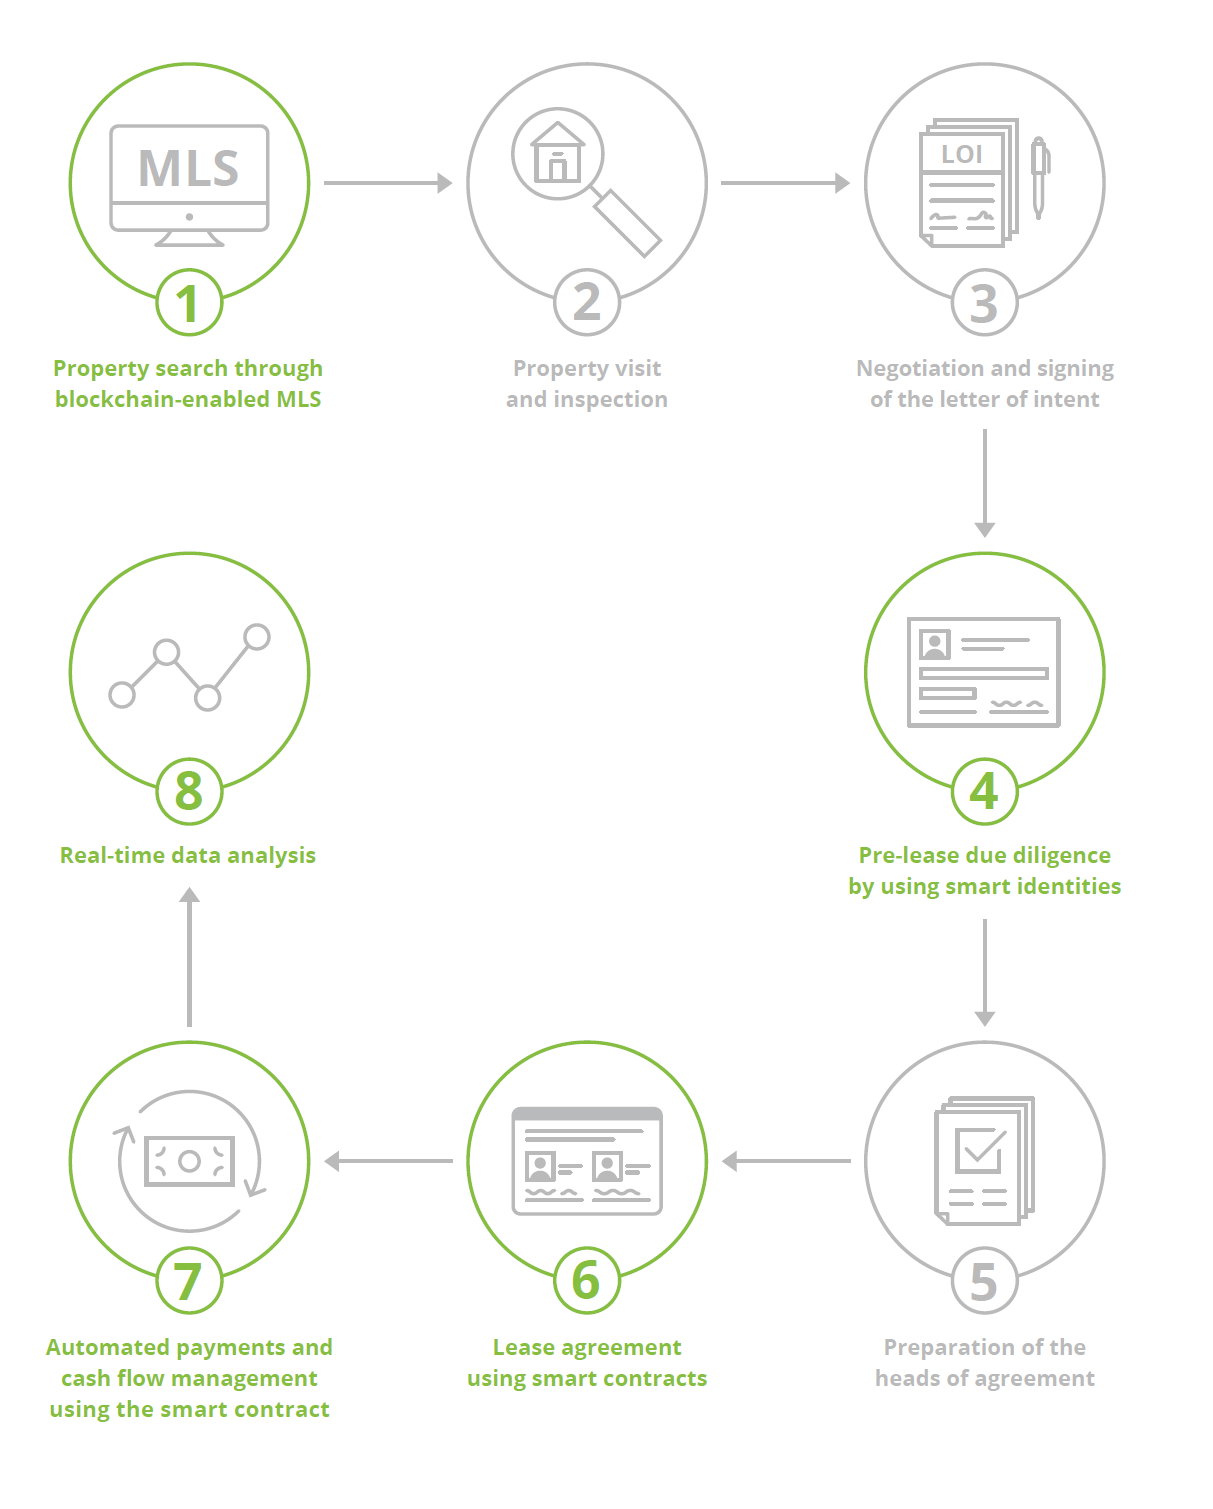 MLS
1
Property search through
blockchain-enabled MLS
2
Property visit
and inspection
LOI
3
Negotiation and signing
of the letter of intent
4
Pre-lease due diligence
by using smart identities
5
Preparation of the
heads of agreement
6
Lease agreement
using smart contracts
7
Automated payments and
cash flow management
using the smart contract
8
Real-time data analysis